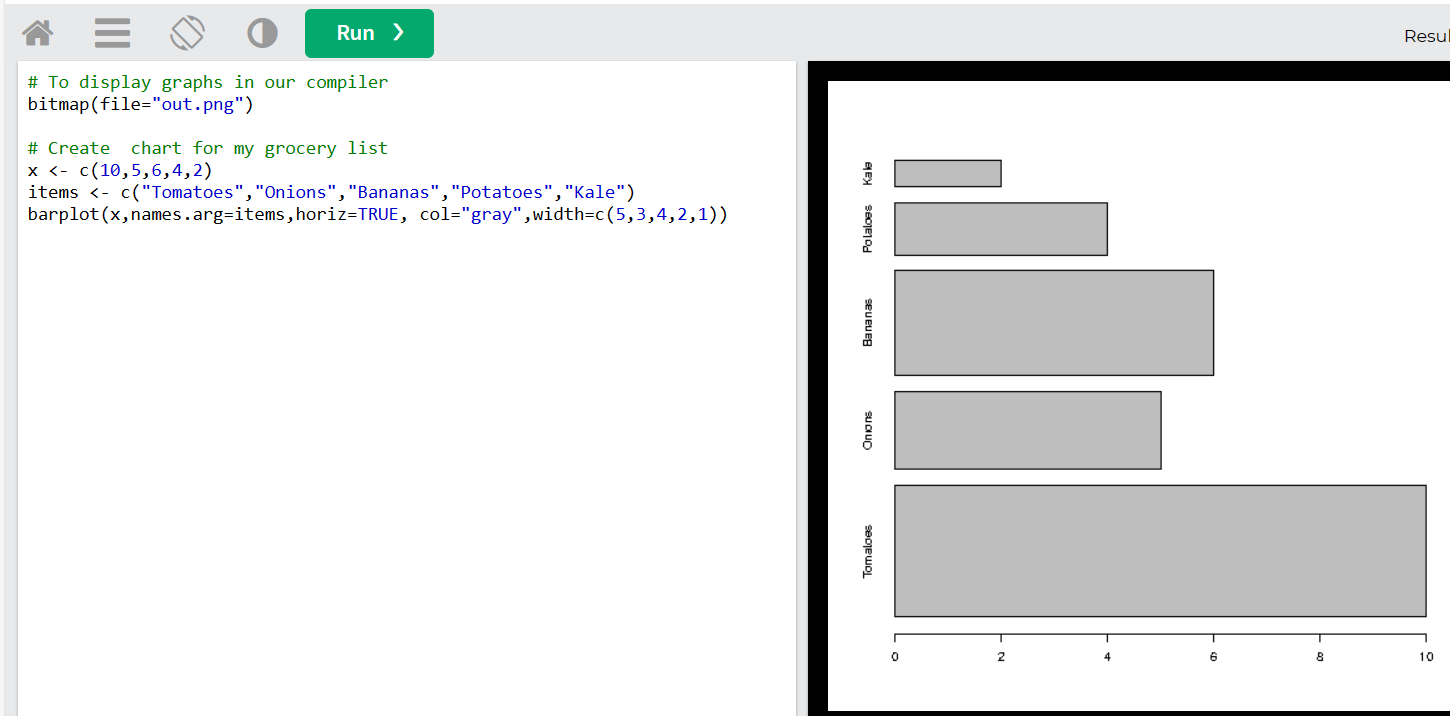 Run ❯
Resul
# To display graphs in our compiler
bitmap(file="out.png")
# Create  chart for my grocery list
x <- c(10,5,6,4,2)
items <- c("Tomatoes","Onions","Bananas","Potatoes","Kale")
barplot(x,names.arg=items,horiz=TRUE, col="gray",width=c(5,3,4,2,1))
Kale
Potatoes
Bananas
Onions
Tomatoes
0 2 4 6 8 10